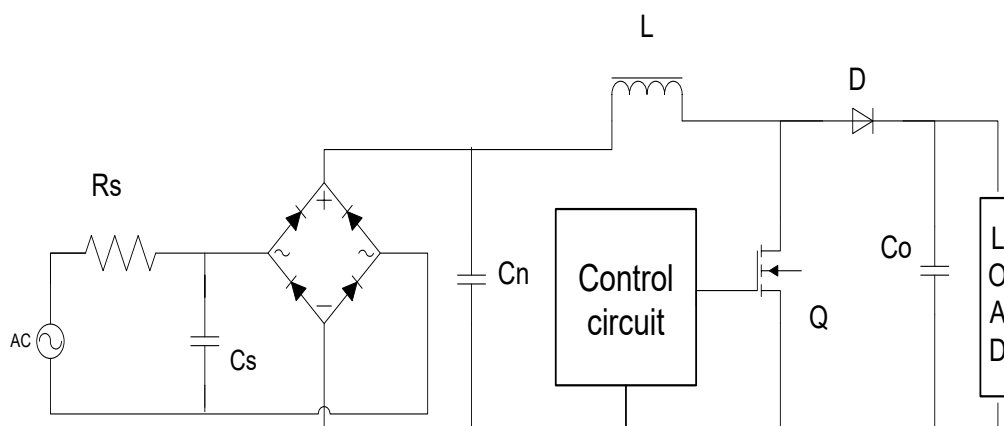 L
D
Rs
+
Cn
Control
circuit
Q
Co
L
O
A
D
AC
Cs
−